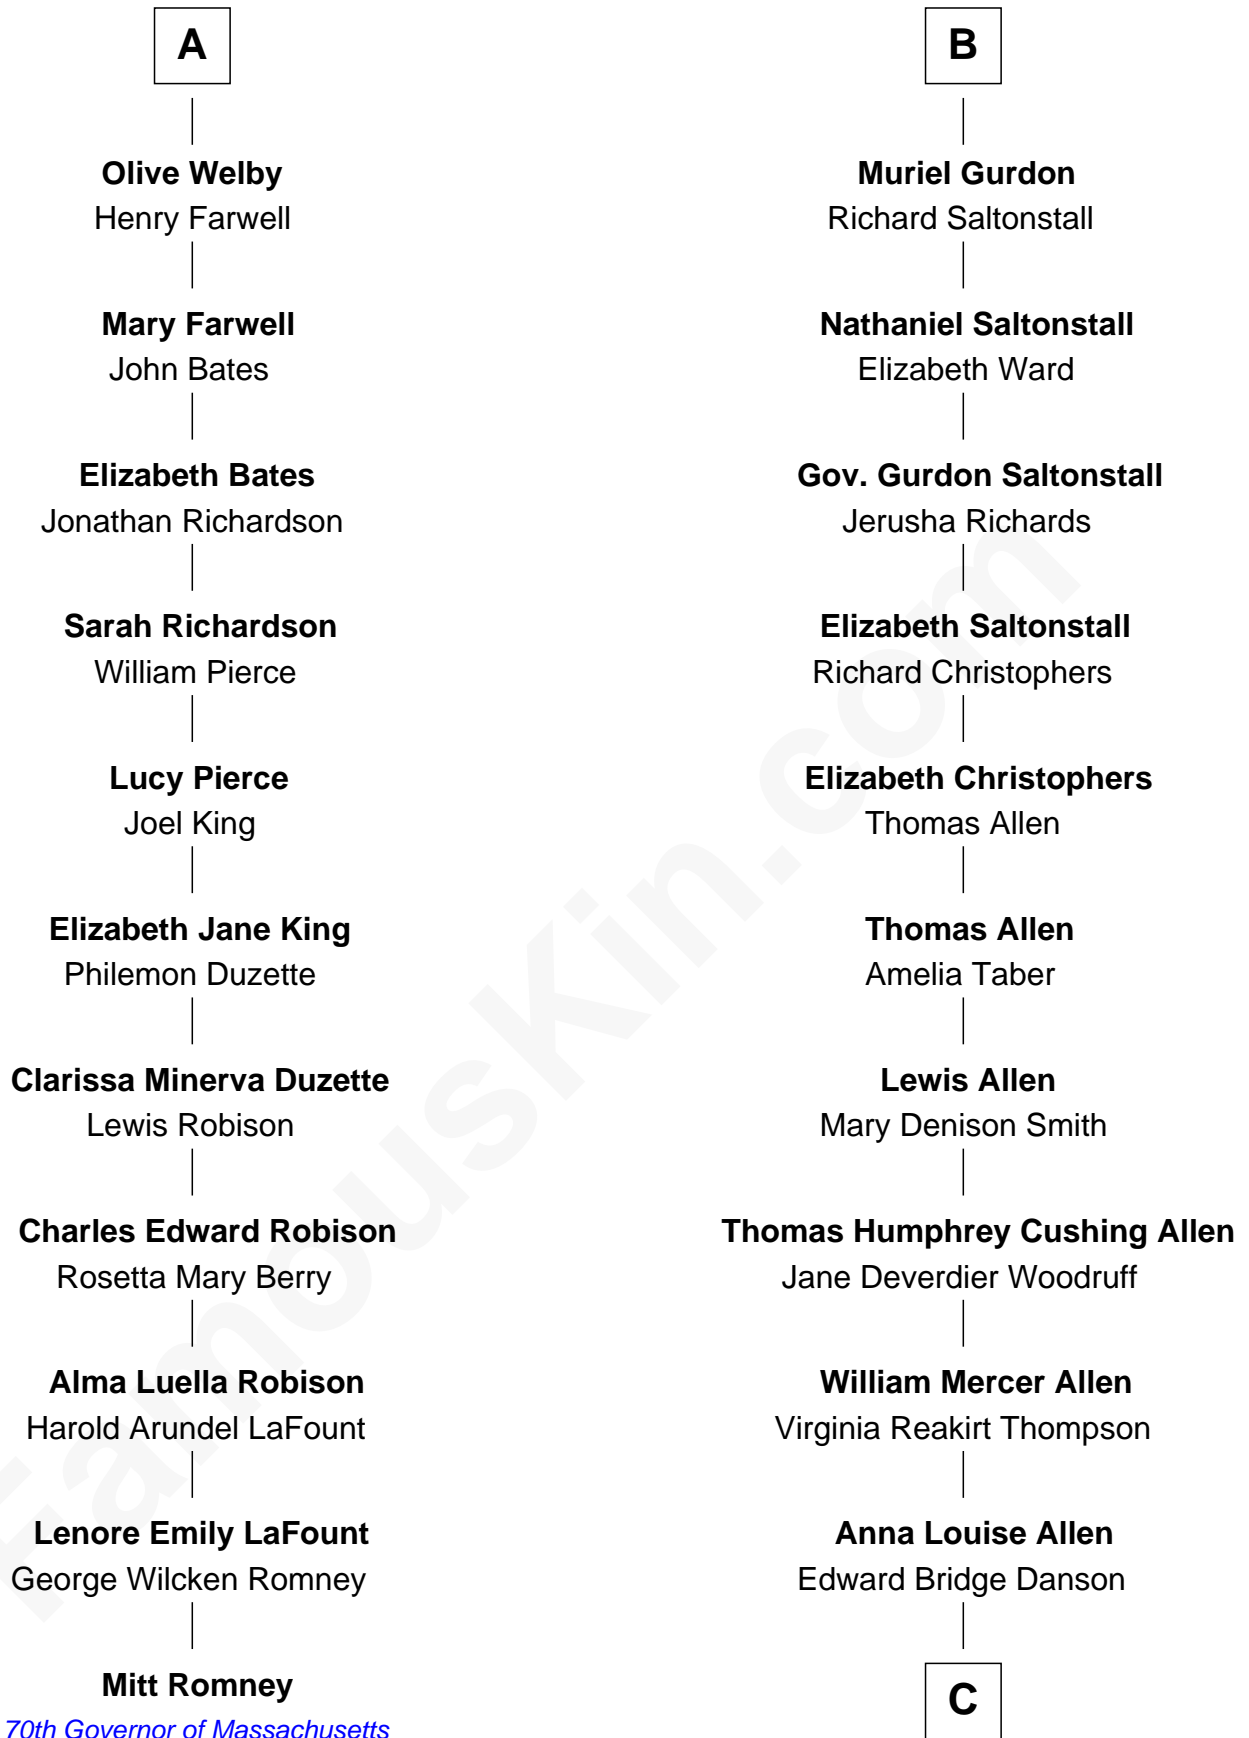 A
Olive Welby
Henry Farwell
Mary Farwell
John Bates
Elizabeth Bates
Jonathan Richardson
Sarah Richardson
William Pierce
Lucy Pierce
Joel King
Elizabeth Jane King
Philemon Duzette
Clarissa Minerva Duzette
Lewis Robison
Charles Edward Robison
Rosetta Mary Berry
Alma Luella Robison
Harold Arundel LaFount
Lenore Emily LaFount
George Wilcken Romney
Mitt Romney
70th Governor of Massachusetts
B
Muriel Gurdon
Richard Saltonstall
Nathaniel Saltonstall
Elizabeth Ward
Gov. Gurdon Saltonstall
Jerusha Richards
Elizabeth Saltonstall
Richard Christophers
Elizabeth Christophers
Thomas Allen
Thomas Allen
Amelia Taber
Lewis Allen
Mary Denison Smith
Thomas Humphrey Cushing Allen
Jane Deverdier Woodruff
William Mercer Allen
Virginia Reakirt Thompson
Anna Louise Allen
Edward Bridge Danson
C
FamousKin.com